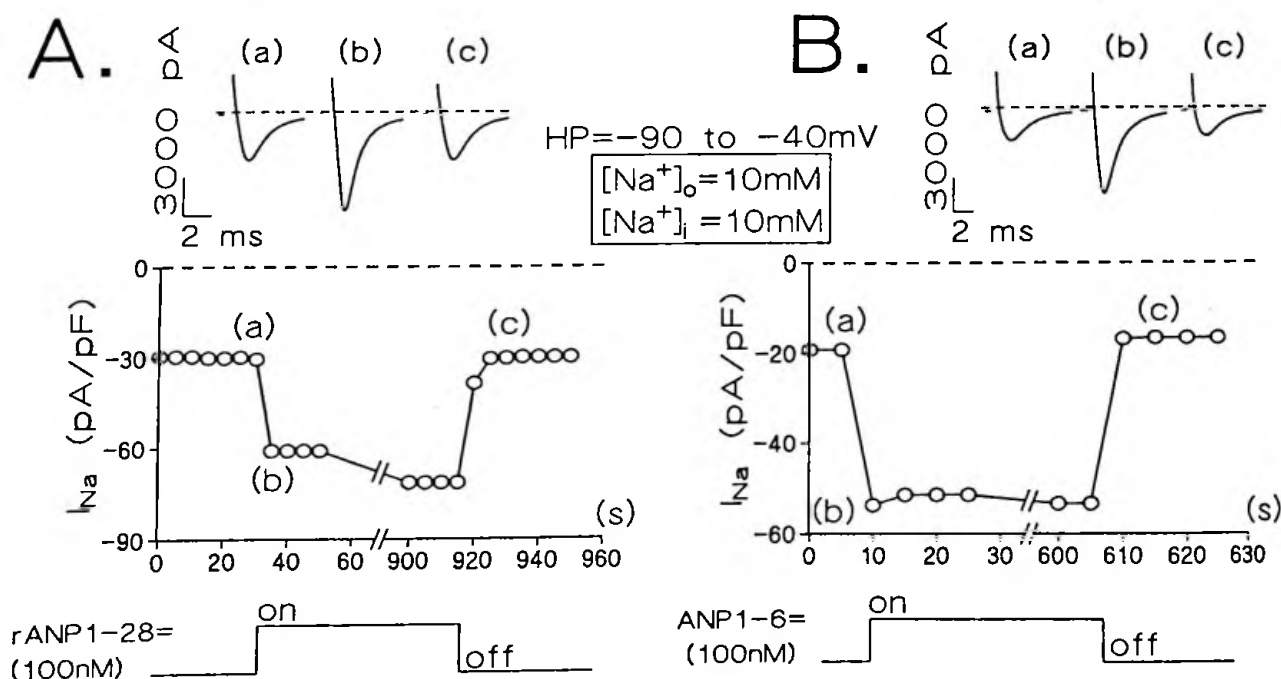 A.
(a) (b) (c)
3000 pA
2 ms
HP=-90 to -40mV
[Na+]o=10mM
[Na+]i=10mM
B.
(a) (b) (c)
3000 pA
2 ms
INa (pA/pF)
0
-30
-60
-90
(a)
(b)
(c)
(s)
0 20 40 60 900 920 940 960
rANP1-28=
(100nM)
on
off
INa (pA/pF)
0
-20
-40
-60
(a)
(b)
(c)
(s)
0 10 20 30 600 610 620 630
ANP1-6=
(100nM)
on
off